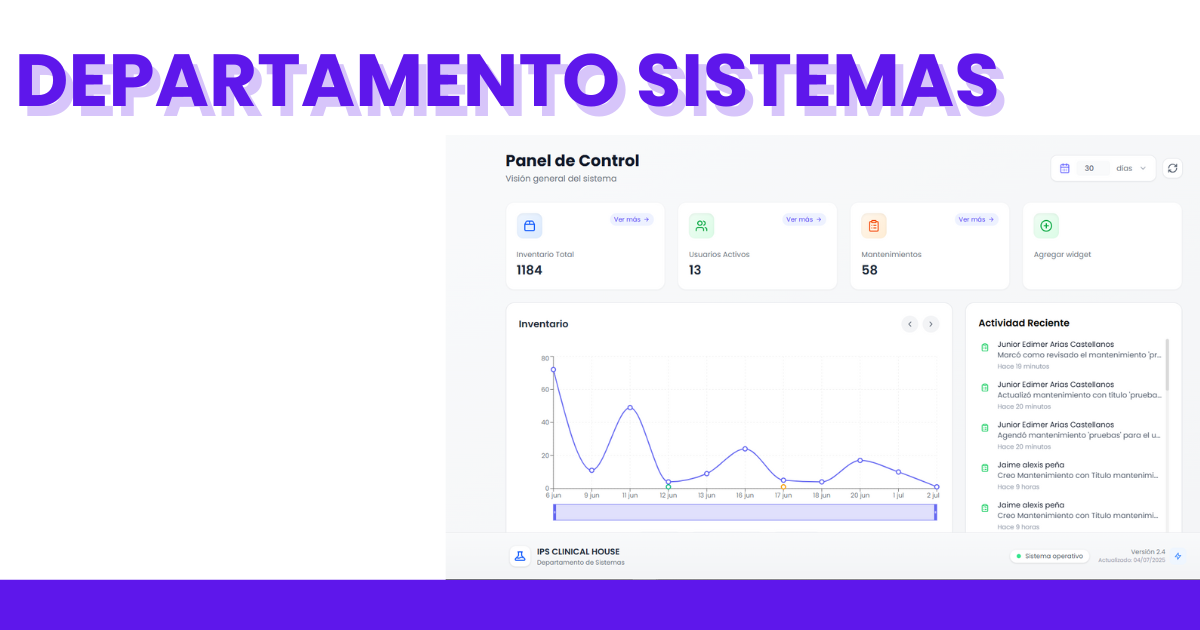 DEPARTAMENTO SISTEMAS
Panel de Control
Visión general del sistema
30 días
Ver más →
Inventario Total
1184
Ver más →
Usuarios Activos
13
Ver más →
Mantenimientos
58
Agregar widget
Inventario
80
60
40
20
0
6 jun 9 jun 11 jun 12 jun 13 jun 16 jun 17 jun 18 jun 20 jun 1 jul 2 jul
Actividad Reciente
Junior Edimer Arias Castellanos
Marcó como revisado el mantenimiento 'pr...
Hace 18 minutos
Junior Edimer Arias Castellanos
Actualizó mantenimiento con título 'prueba...
Hace 20 minutos
Junior Edimer Arias Castellanos
Agendó mantenimiento 'pruebas' para el u...
Hace 20 minutos
Jaime alexis peña
Creo Mantenimiento con Titulo mantenimi...
Hace 9 horas
Jaime alexis peña
Creo Mantenimiento con Titulo mantenimi...
Hace 9 horas
IPS CLINICAL HOUSE
Departamento de Sistemas
Sistema operativo
Versión 2.4
Actualizado: 04/07/2025